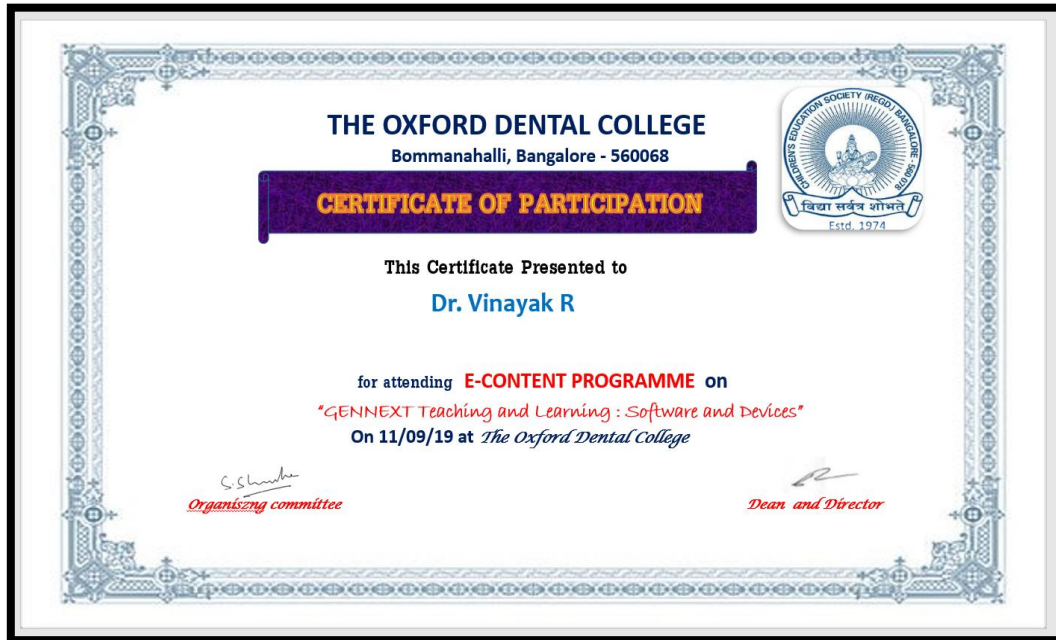 THE OXFORD DENTAL COLLEGE
Bommanahalli, Bangalore - 560068
CHILDREN'S EDUCATION SOCIETY (REGD.) BANGALORE - 560 078
विद्या सर्वत्र शोभते
Estd. 1974
CERTIFICATE OF PARTICIPATION
This Certificate Presented to
Dr. Vinayak R
for attending E-CONTENT PROGRAMME on
"GENNEXT Teaching and Learning : Software and Devices"
On 11/09/19 at The Oxford Dental College
Organiszng committee
Dean and Director